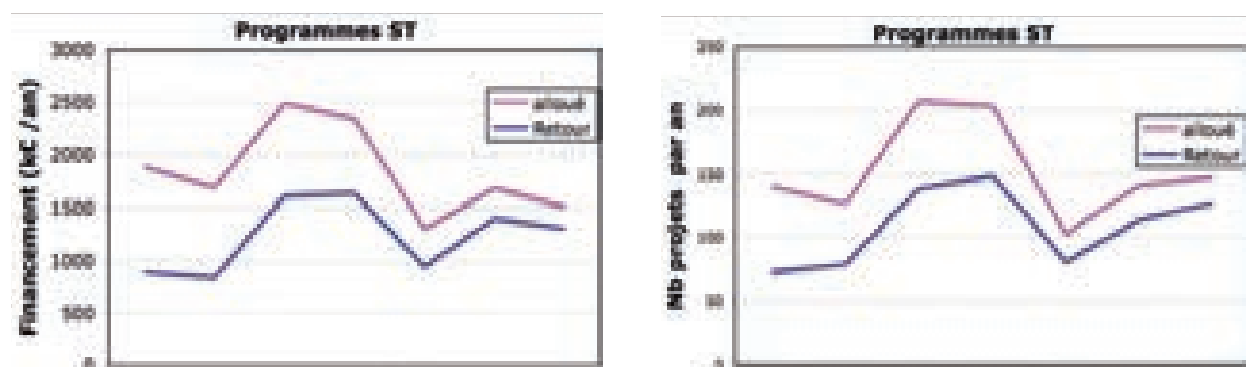 Programmes ST
Financement (k€ /an)
3000
2500
2000
1500
1000
500
0
alloué
Retour
Programmes ST
Nb projets par an
250
200
150
100
50
0
alloué
Retour